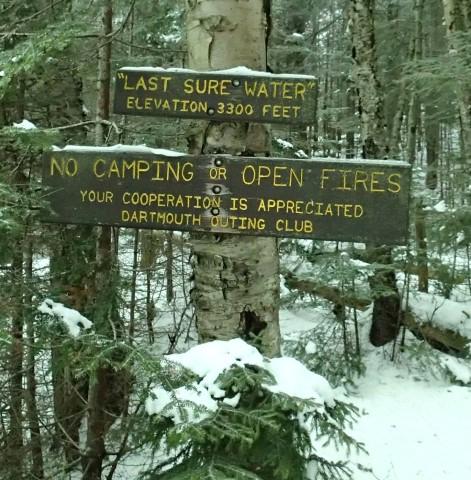 "LAST SURE WATER"
ELEVATION 3300 FEET
NO CAMPING OR OPEN FIRES
YOUR COOPERATION IS APPRECIATED
DARTMOUTH OUTING CLUB